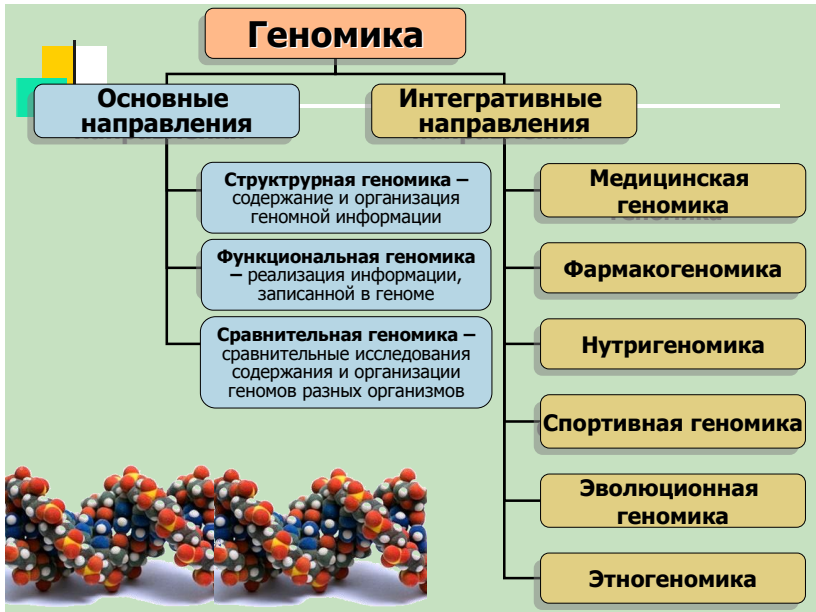 Геномика
Основные
направления
Интегративные
направления
Структрурная геномика –
содержание и организация
геномной информации
Функциональная геномика
– реализация информации,
записанной в геноме
Сравнительная геномика –
сравнительные исследования
содержания и организации
геномов разных организмов
Медицинская
геномика
Фармакогеномика
Нутригеномика
Спортивная геномика
Эволюционная
геномика
Этногеномика